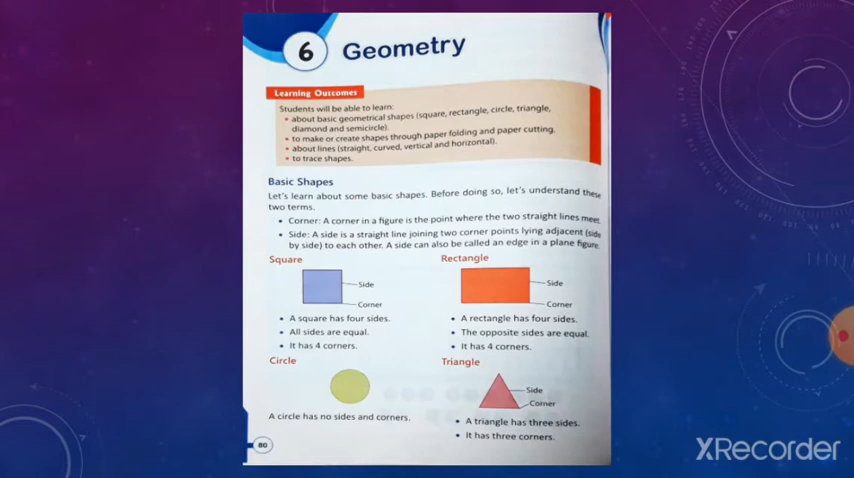 6
Geometry
Learning Outcomes
Students will be able to learn:
• about basic geometrical shapes (square, rectangle, circle, triangle,
diamond and semicircle).
• to make or create shapes through paper folding and paper cutting.
• about lines (straight, curved, vertical and horizontal).
• to trace shapes.
Basic Shapes
Let's learn about some basic shapes. Before doing so, let's understand these
two terms.
• Corner: A corner in a figure is the point where the two straight lines meet.
• Side: A side is a straight line joining two corner points lying adjacent (side
by side) to each other. A side can also be called an edge in a plane figure.
Square
Side
Corner
• A square has four sides.
• All sides are equal.
• It has 4 corners.
Rectangle
Side
Corner
• A rectangle has four sides.
• The opposite sides are equal.
• It has 4 corners.
Circle
A circle has no sides and corners.
Triangle
Side
Corner
• A triangle has three sides.
• It has three corners.
80
XRecorder